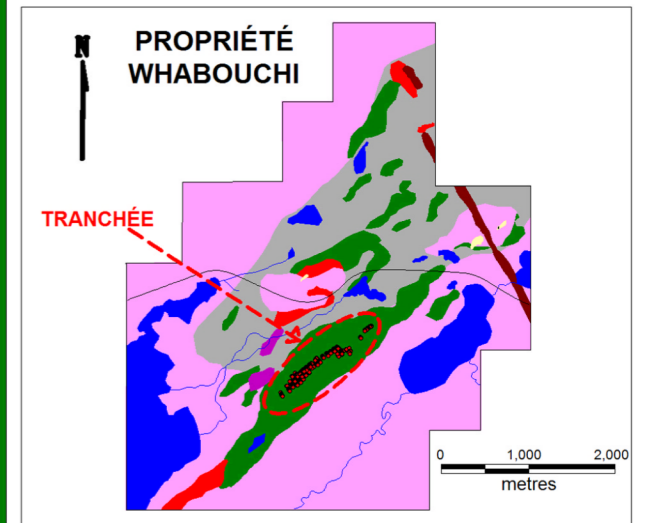 N
PROPRIÉTÉ
WHABOUCHI
TRANCHÉE
0 1,000 2,000
metres